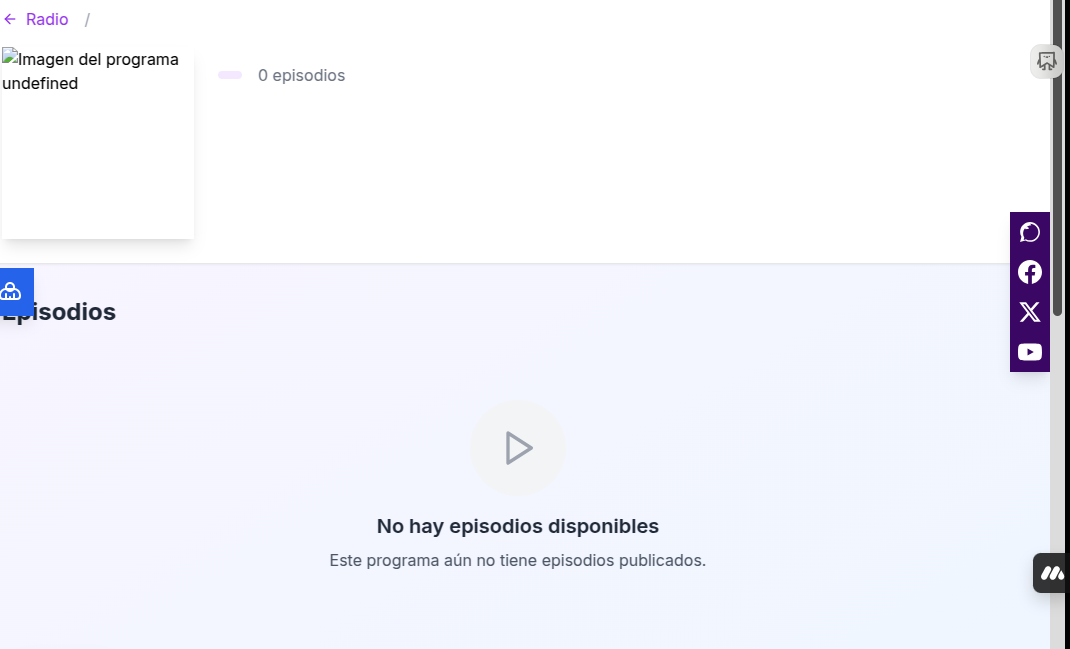 ← Radio /
Imagen del programa
undefined
0 episodios
Episodios
No hay episodios disponibles
Este programa aún no tiene episodios publicados.